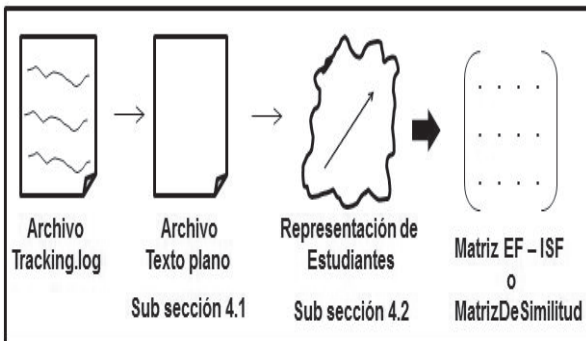 Archivo
Tracking.log
Archivo
Texto plano
Sub sección 4.1
Representación de
Estudiantes
Sub sección 4.2
Matriz EF – ISF
o
MatrizDeSimilitud